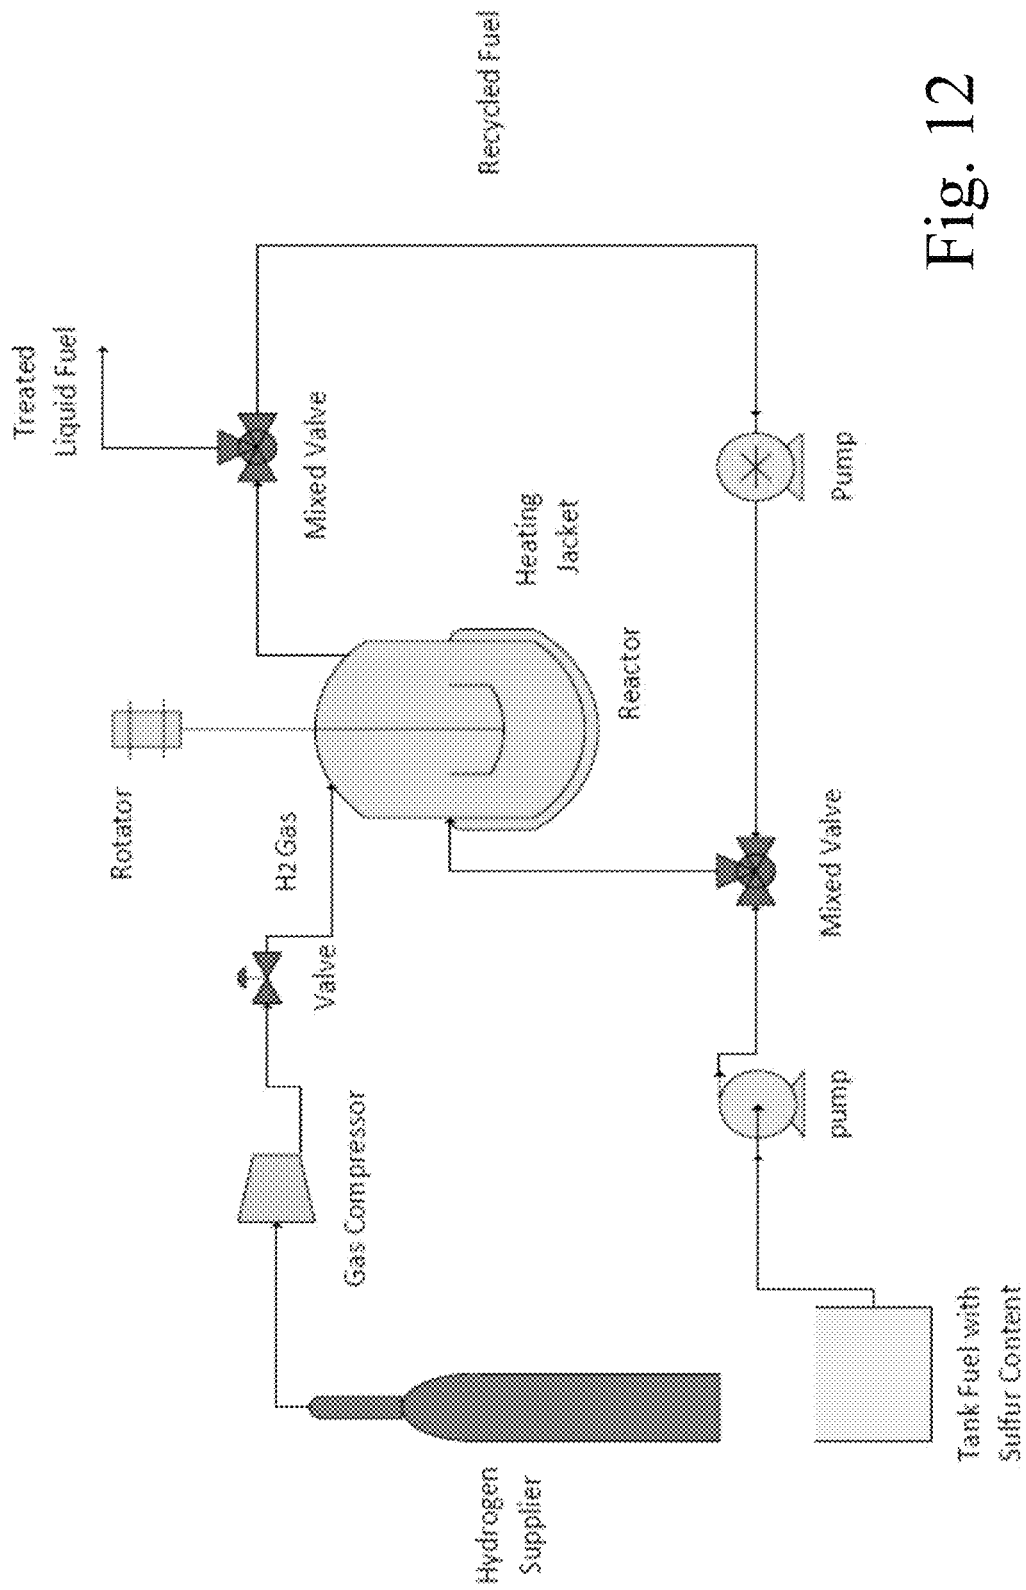 Treated
Liquid Fuel
Rotator
Mixed Valve
H2 Gas
Valve
Gas Compressor
Hydrogen
Supplier
Recycled Fuel
Heating
Jacket
Reactor
Pump
Mixed Valve
pump
Tank Fuel with
Sulfur Content
Fig. 12